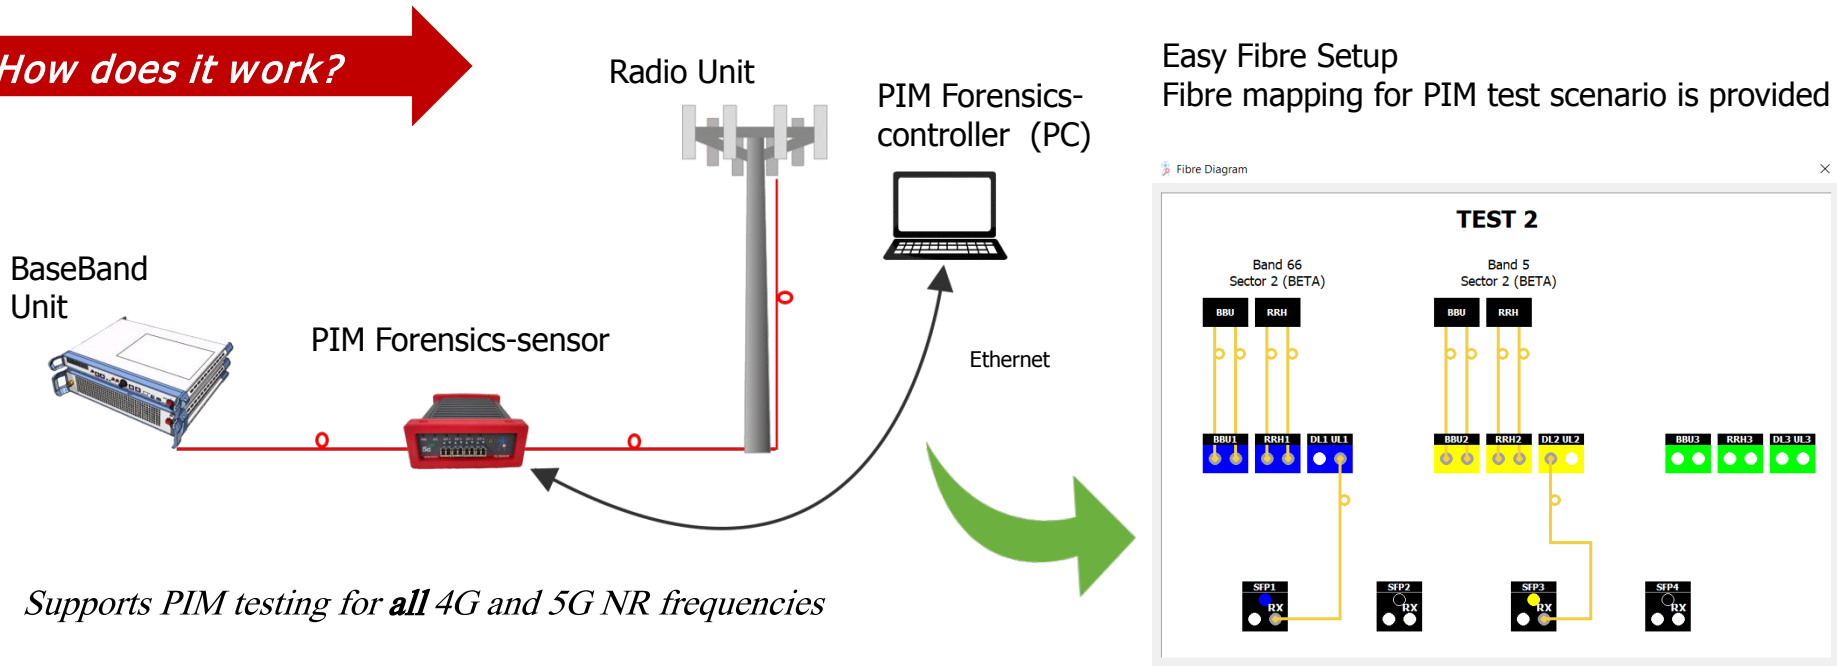 How does it work?
Radio Unit
PIM Forensics-
controller (PC)
BaseBand
Unit
PIM Forensics-sensor
Ethernet
Supports PIM testing for all 4G and 5G NR frequencies
Easy Fibre Setup
Fibre mapping for PIM test scenario is provided
Fibre Diagram
TEST 2
Band 66
Sector 2 (BETA)
Band 5
Sector 2 (BETA)
BBU RRH BBU RRH
BBU1 RRH1 DL1 UL1 BBU2 RRH2 DL2 UL2 BBU3 RRH3 DL3 UL3
SFP1 SFP2 SFP3 SFP4
RX RX RX RX